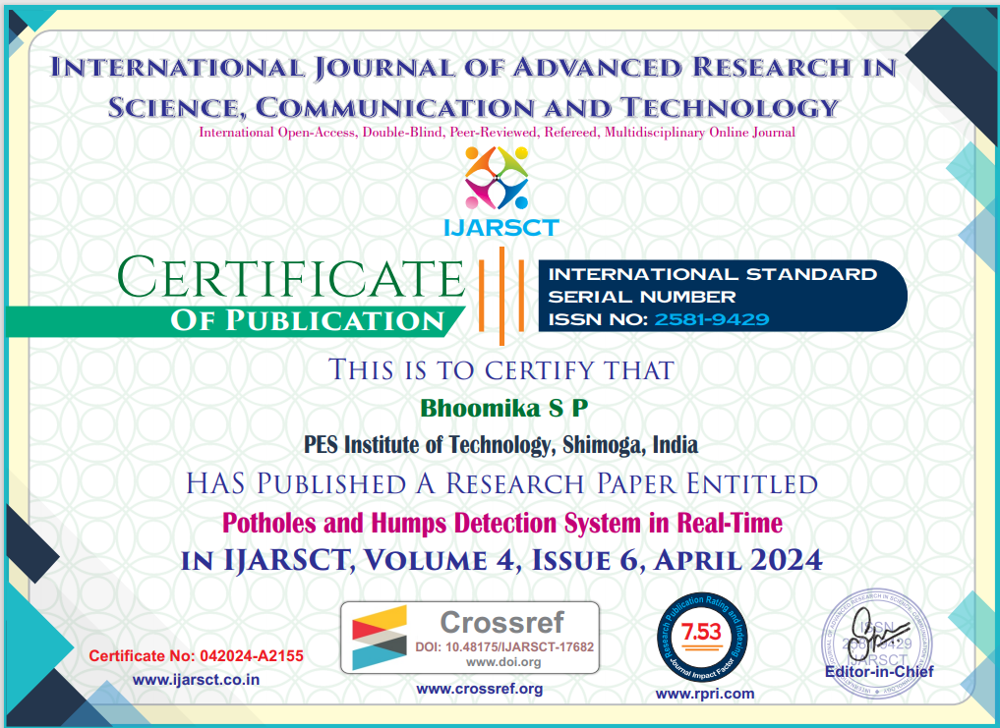 International Journal of Advanced Research in
Science, Communication and Technology
International Open-Access, Double-Blind, Peer-Reviewed, Refereed, Multidisciplinary Online Journal
IJARSCT
Certificate
Of Publication
INTERNATIONAL STANDARD
SERIAL NUMBER
ISSN NO: 2581-9429
This is to certify that
Bhoomika S P
PES Institute of Technology, Shimoga, India
has Published a Research Paper Entitled
Potholes and Humps Detection System in Real-Time
in IJARSCT, Volume 4, Issue 6, April 2024
Certificate No: 042024-A2155
www.ijarsct.co.in
Crossref
DOI: 10.48175/IJARSCT-17682
www.doi.org
www.crossref.org
Research Publication Rating and Indexing
7.53
Journal Impact Factor
www.rpri.com
ISSN
2581-9429
IJARSCT
Editor-in-Chief